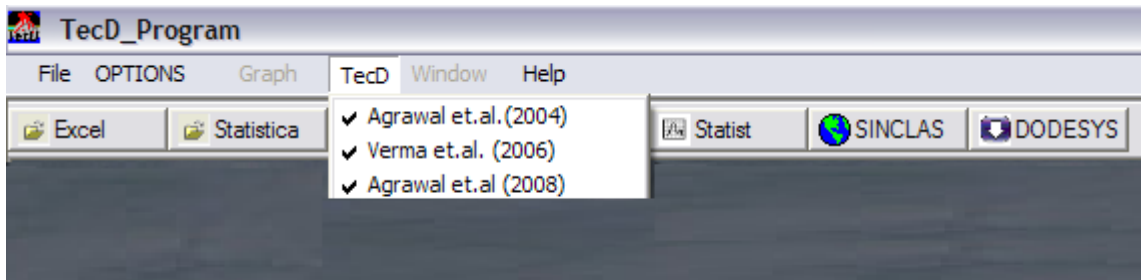 TecD_Program
File OPTIONS Graph TecD Window Help
Excel Statistica Statist SINCLAS DODESYS
Agrawal et.al.(2004)
Verma et.al. (2006)
Agrawal et.al (2008)